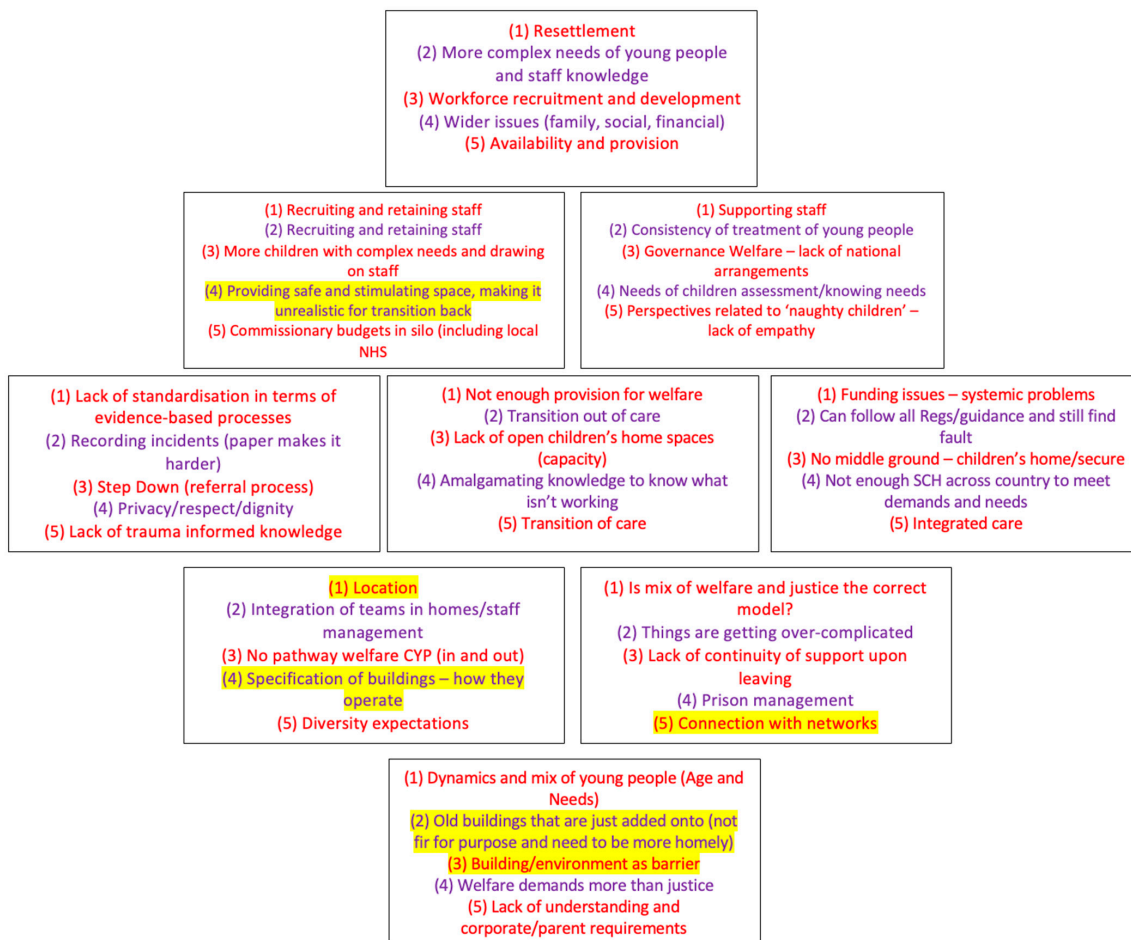 (1) Resettlement
(2) More complex needs of young people
and staff knowledge
(3) Workforce recruitment and development
(4) Wider issues (family, social, financial)
(5) Availability and provision
(1) Recruiting and retaining staff
(2) Recruiting and retaining staff
(3) More children with complex needs and drawing
on staff
(4) Providing safe and stimulating space, making it
unrealistic for transition back
(5) Commissionary budgets in silo (including local
NHS
(1) Supporting staff
(2) Consistency of treatment of young people
(3) Governance Welfare – lack of national
arrangements
(4) Needs of children assessment/knowing needs
(5) Perspectives related to ‘naughty children’ –
lack of empathy
(1) Lack of standardisation in terms of
evidence-based processes
(2) Recording incidents (paper makes it
harder)
(3) Step Down (referral process)
(4) Privacy/respect/dignity
(5) Lack of trauma informed knowledge
(1) Not enough provision for welfare
(2) Transition out of care
(3) Lack of open children’s home spaces
(capacity)
(4) Amalgamating knowledge to know what
isn’t working
(5) Transition of care
(1) Funding issues – systemic problems
(2) Can follow all Regs/guidance and still find
fault
(3) No middle ground – children’s home/secure
(4) Not enough SCH across country to meet
demands and needs
(5) Integrated care
(1) Location
(2) Integration of teams in homes/staff
management
(3) No pathway welfare CYP (in and out)
(4) Specification of buildings – how they
operate
(5) Diversity expectations
(1) Is mix of welfare and justice the correct
model?
(2) Things are getting over-complicated
(3) Lack of continuity of support upon
leaving
(4) Prison management
(5) Connection with networks
(1) Dynamics and mix of young people (Age and
Needs)
(2) Old buildings that are just added onto (not
fir for purpose and need to be more homely)
(3) Building/environment as barrier
(4) Welfare demands more than justice
(5) Lack of understanding and
corporate/parent requirements